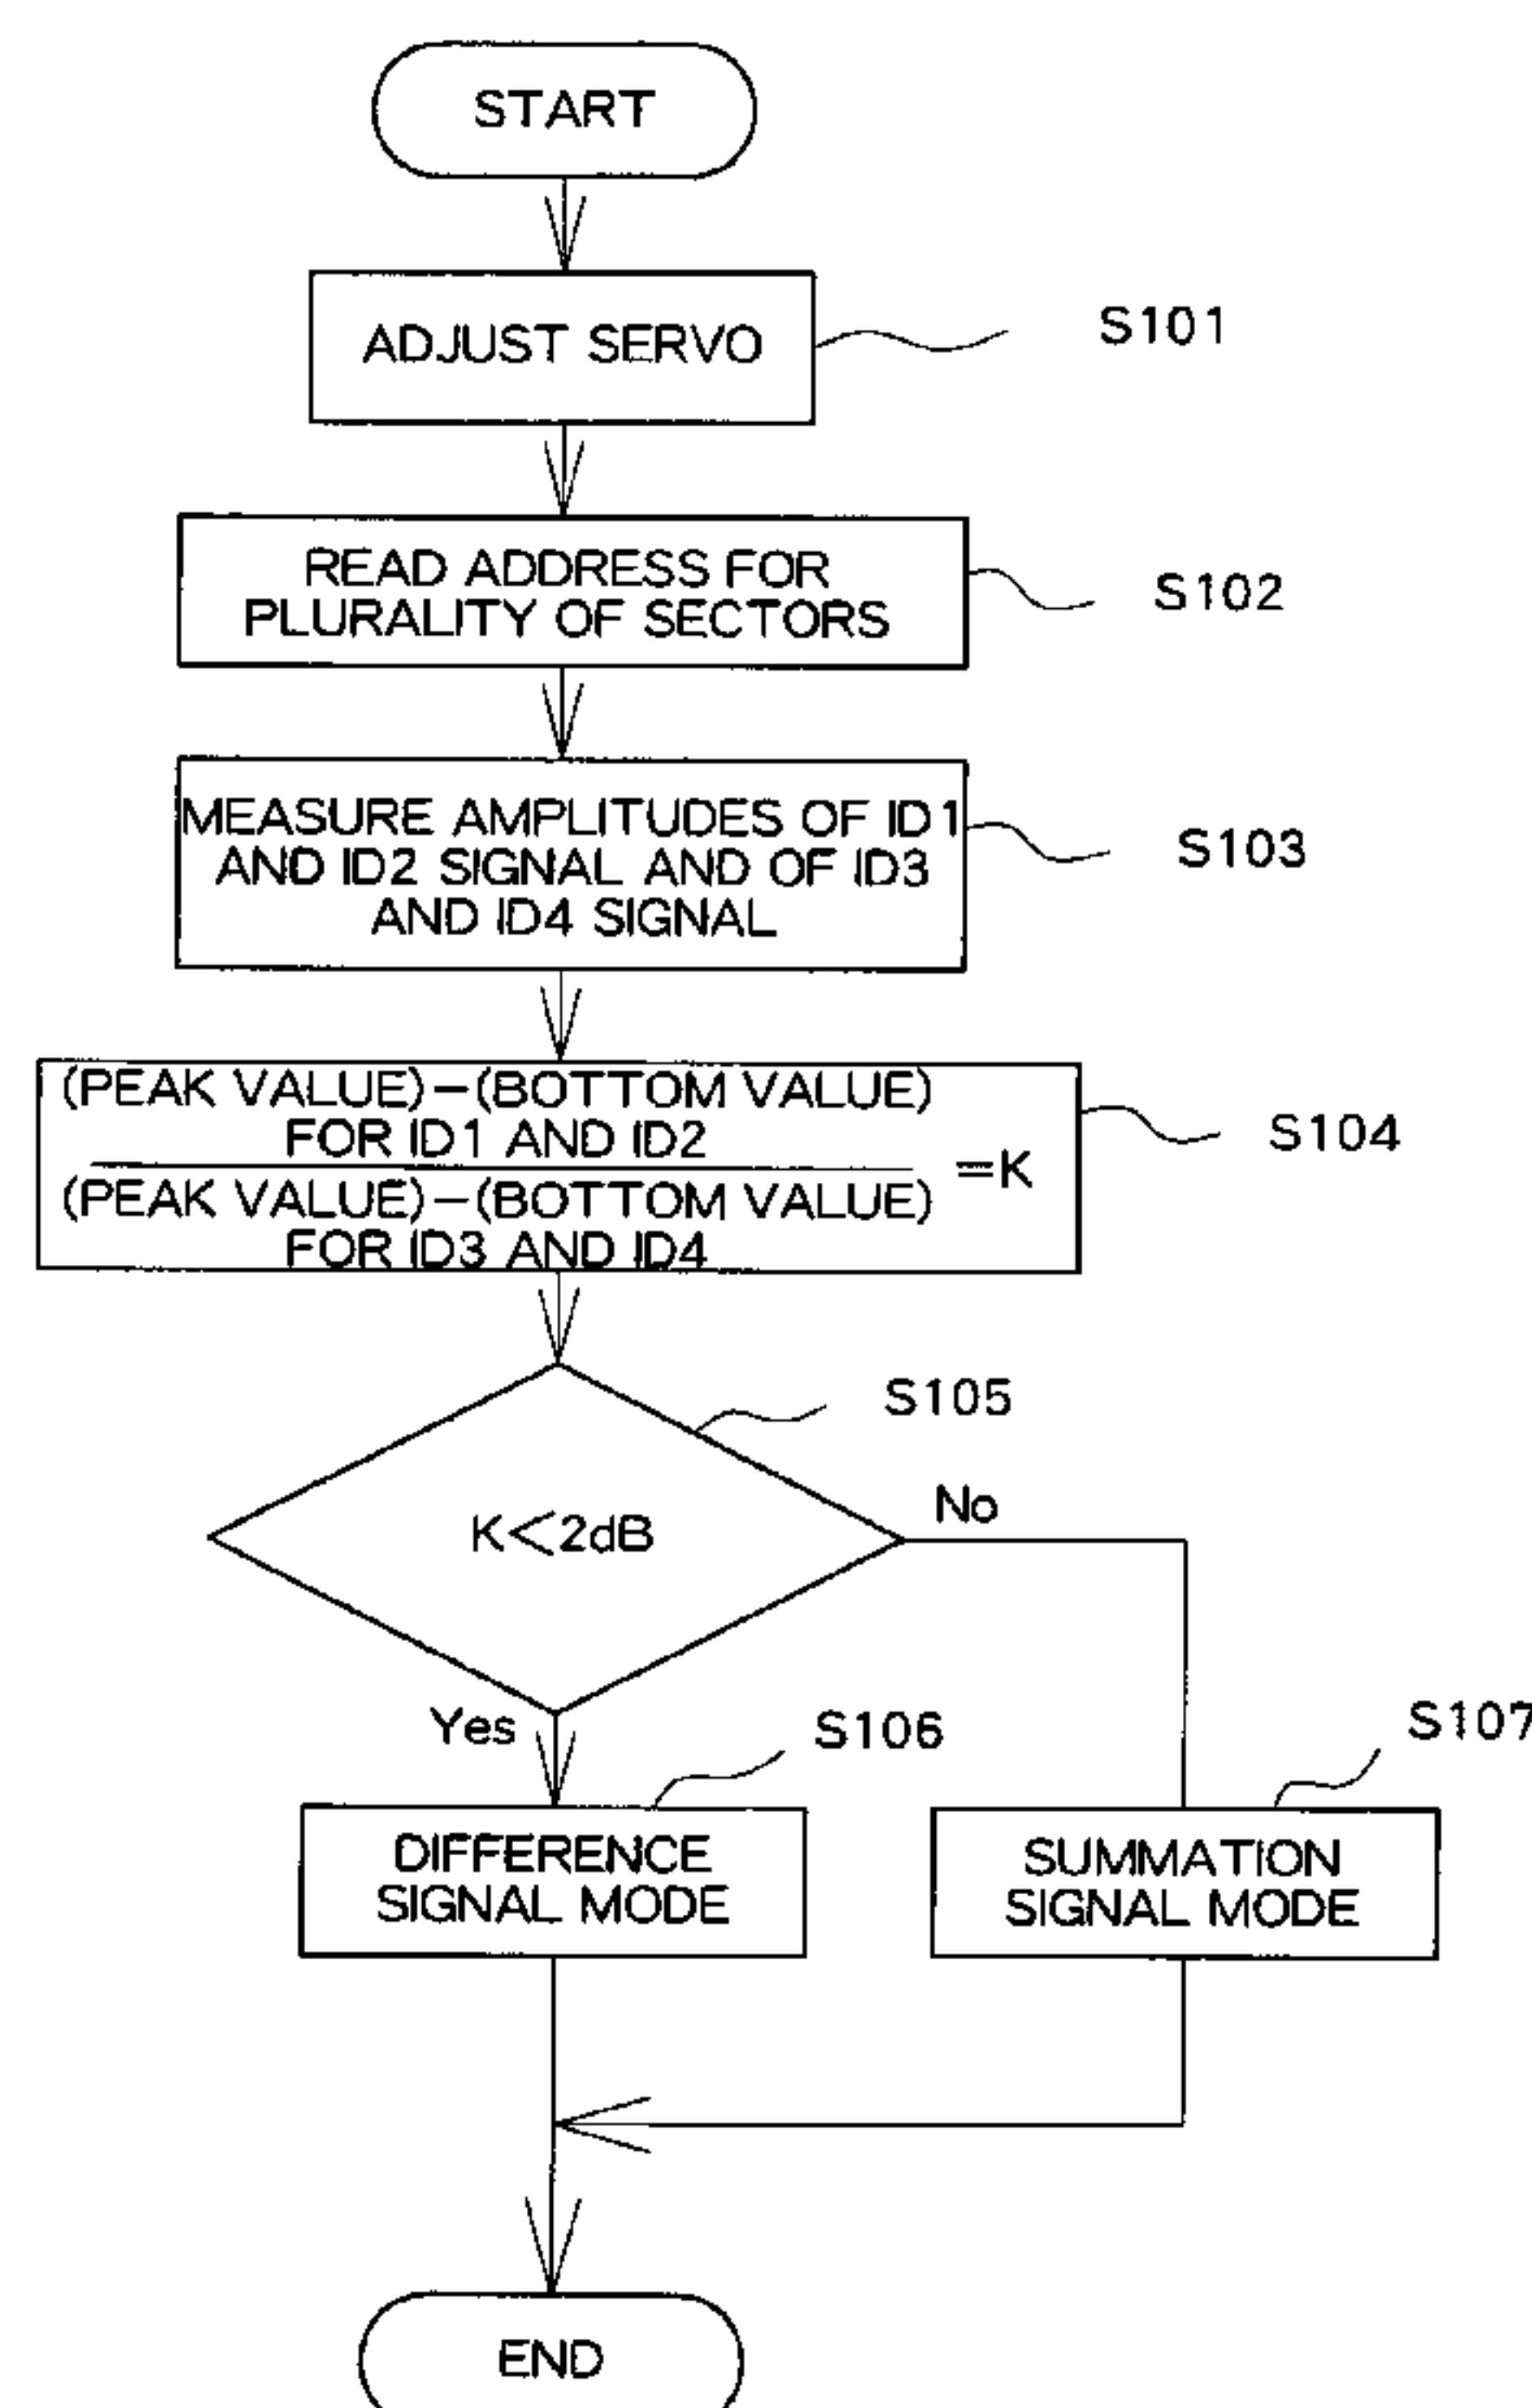 START
ADJUST SERVO
S101
READ ADDRESS FOR
PLURALITY OF SECTORS
S102
MEASURE AMPLITUDES OF ID1
AND ID2 SIGNAL AND OF ID3
AND ID4 SIGNAL
S103
(PEAK VALUE)-(BOTTOM VALUE)
FOR ID1 AND ID2
(PEAK VALUE)-(BOTTOM VALUE)
FOR ID3 AND ID4
=K
S104
S105
K<2dB
No
Yes
S106
S107
DIFFERENCE
SIGNAL MODE
SUMMATION
SIGNAL MODE
END